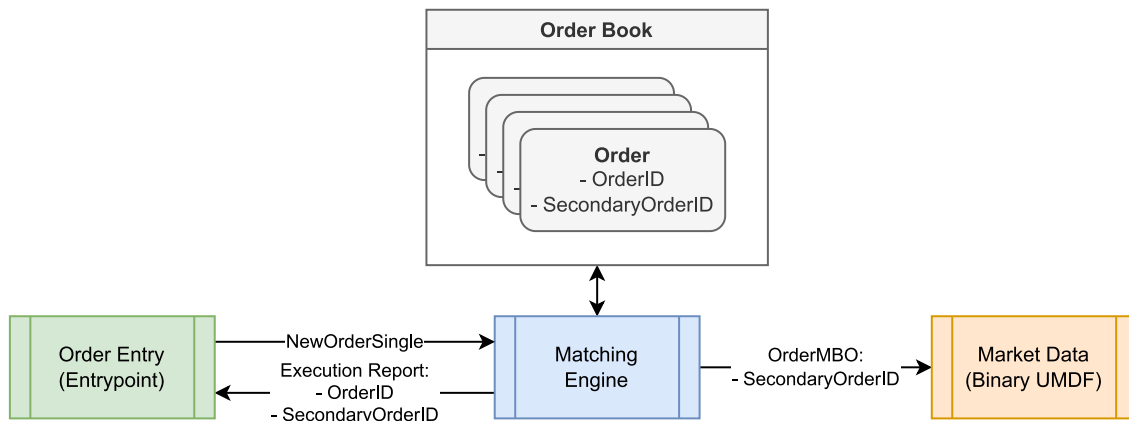 Order Book
Order
- OrderID
- SecondaryOrderID
Order Entry
(Entrypoint)
NewOrderSingle
Execution Report:
- OrderID
- SecondaryOrderID
Matching
Engine
OrderMBO:
- SecondaryOrderID
Market Data
(Binary UMDF)